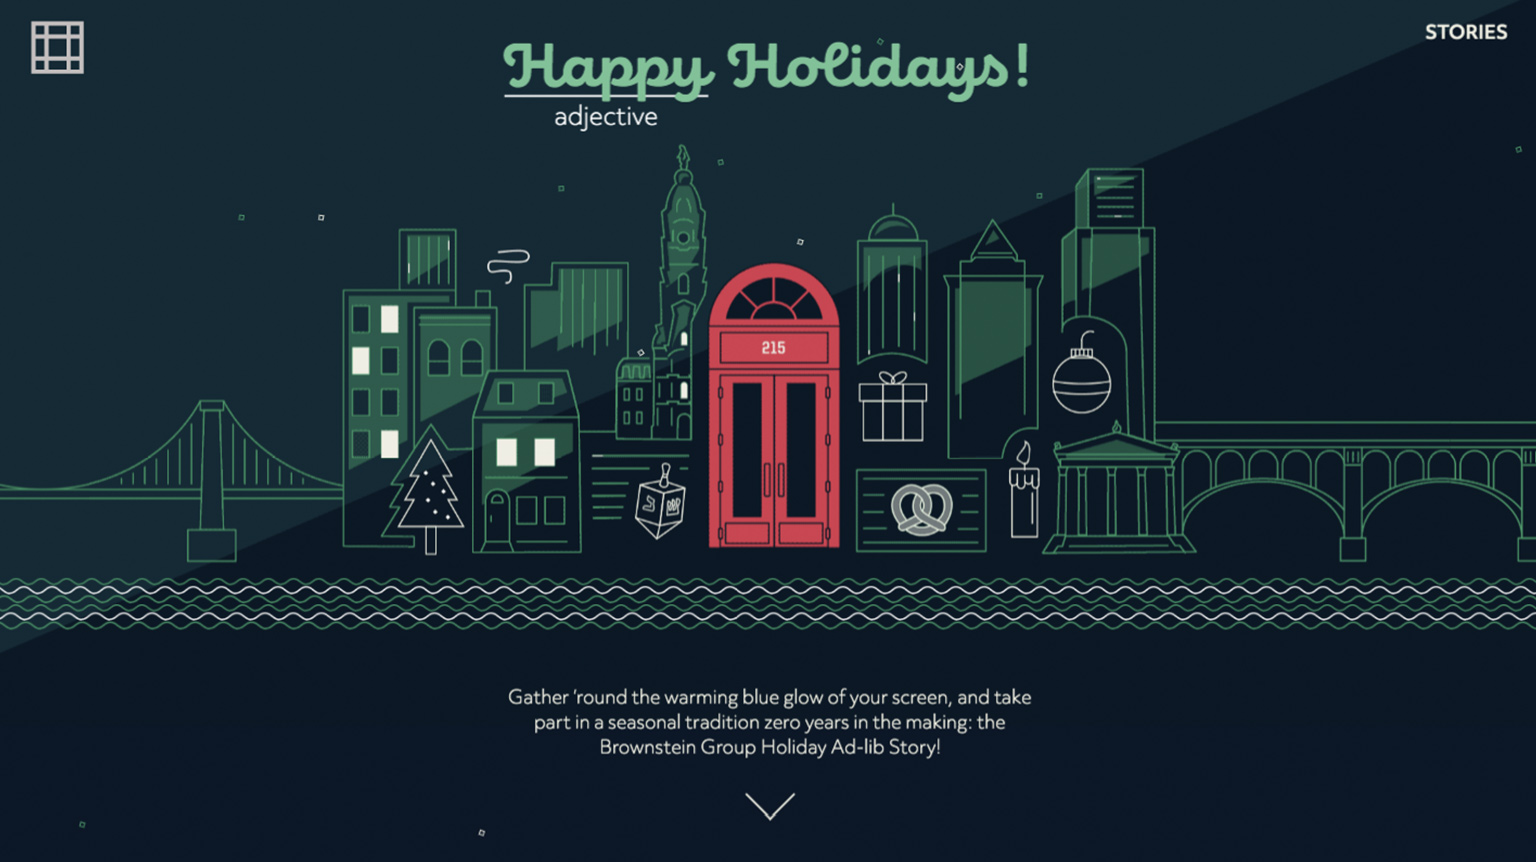 STORIES
Happy Holidays!
adjective
215
Gather 'round the warming blue glow of your screen, and take
part in a seasonal tradition zero years in the making: the
Brownstein Group Holiday Ad-lib Story!